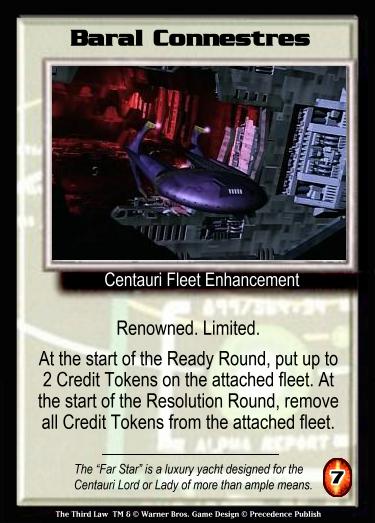 Baral Connestres
Centauri Fleet Enhancement
Renowned. Limited.
At the start of the Ready Round, put up to
2 Credit Tokens on the attached fleet. At
the start of the Resolution Round, remove
all Credit Tokens from the attached fleet.
The “Far Star” is a luxury yacht designed for the
Centauri Lord or Lady of more than ample means.
7
ALPHA REPORT
The Third Law TM & © Warner Bros. Game Design © Precedence Publish